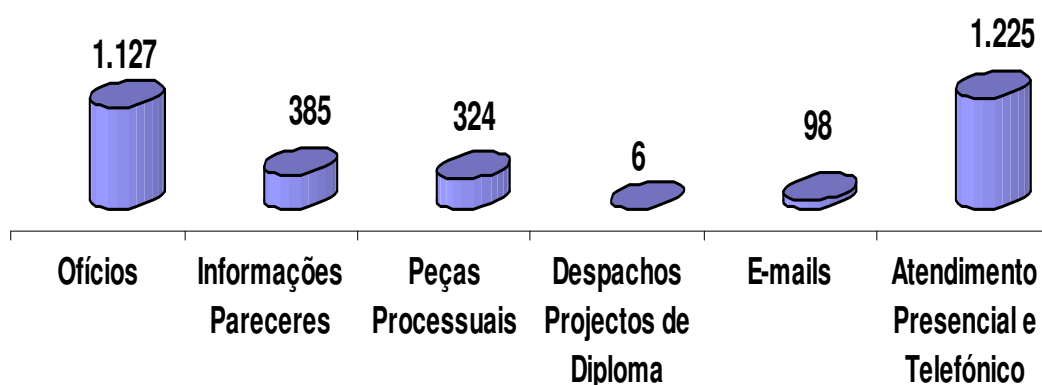 1.127
385
324
6
98
1.225
Ofícios
Informações
Pareceres
Peças
Processuais
Despachos
Projectos de
Diploma
E-mails
Atendimento
Presencial e
Telefónico